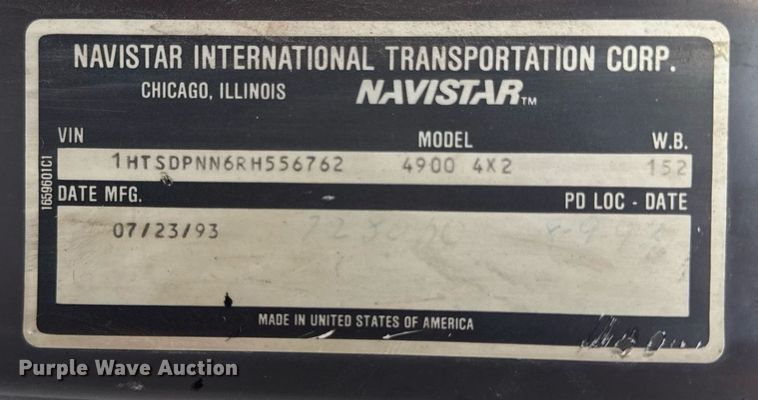 NAVISTAR INTERNATIONAL TRANSPORTATION CORP.
CHICAGO, ILLINOIS NAVISTAR™
VIN MODEL W.B.
1HTSDPNN6RH556762 4900 4X2 152
1659601C1
DATE MFG. PD LOC - DATE
07/23/93
MADE IN UNITED STATES OF AMERICA
Purple Wave Auction